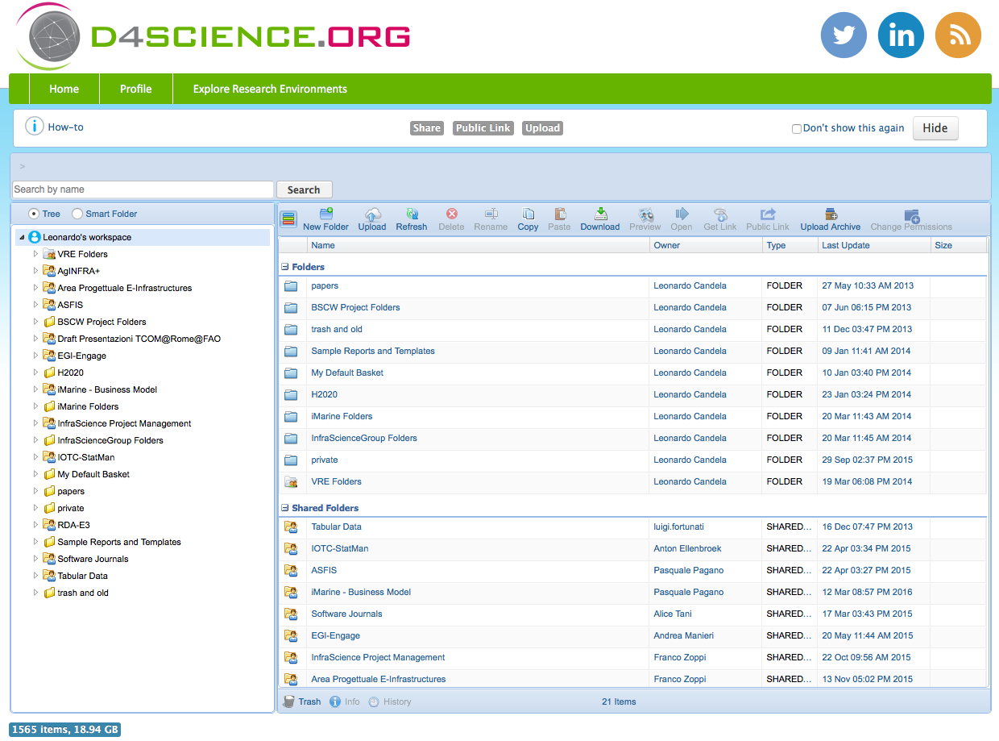 D4SCIENCE.ORG
in
Home Profile Explore Research Environments
i How-to Share Public Link Upload Don't show this again Hide
>
Search by name Search
Tree Smart Folder
Leonardo's workspace
VRE Folders
AgINFRA+
Area Progettuale E-Infrastructures
ASFIS
BSCW Project Folders
Draft Presentazioni TCOM@Rome@FAO
EGI-Engage
H2020
iMarine - Business Model
iMarine Folders
InfraScience Project Management
InfraScienceGroup Folders
IOTC-StatMan
My Default Basket
papers
private
RDA-E3
Sample Reports and Templates
Software Journals
Tabular Data
trash and old
New Folder Upload Refresh Delete Rename Copy Paste Download Preview Open Get Link Public Link Upload Archive Change Permissions
Name Owner Type Last Update Size
Folders
papers Leonardo Candela FOLDER 27 May 10:33 AM 2013
BSCW Project Folders Leonardo Candela FOLDER 07 Jun 06:15 PM 2013
trash and old Leonardo Candela FOLDER 11 Dec 03:47 PM 2013
Sample Reports and Templates Leonardo Candela FOLDER 09 Jan 11:41 AM 2014
My Default Basket Leonardo Candela FOLDER 10 Jan 03:40 PM 2014
H2020 Leonardo Candela FOLDER 23 Jan 03:24 PM 2014
iMarine Folders Leonardo Candela FOLDER 20 Mar 11:43 AM 2014
InfraScienceGroup Folders Leonardo Candela FOLDER 20 Mar 11:45 AM 2014
private Leonardo Candela FOLDER 29 Sep 02:37 PM 2015
VRE Folders Leonardo Candela FOLDER 19 Mar 06:08 PM 2014
Shared Folders
Tabular Data luigi.fortunati SHARED... 16 Dec 07:47 PM 2013
IOTC-StatMan Anton Ellenbroek SHARED... 22 Apr 03:34 PM 2015
ASFIS Pasquale Pagano SHARED... 22 Apr 03:27 PM 2015
iMarine - Business Model Pasquale Pagano SHARED... 12 Mar 08:57 PM 2016
Software Journals Alice Tani SHARED... 17 Mar 03:43 PM 2015
EGI-Engage Andrea Manieri SHARED... 20 May 11:44 AM 2015
InfraScience Project Management Franco Zoppi SHARED... 22 Oct 09:56 AM 2015
Area Progettuale E-Infrastructures Franco Zoppi SHARED... 13 Nov 05:02 PM 2015
Trash i Info History 21 Items
1565 items, 18.94 GB